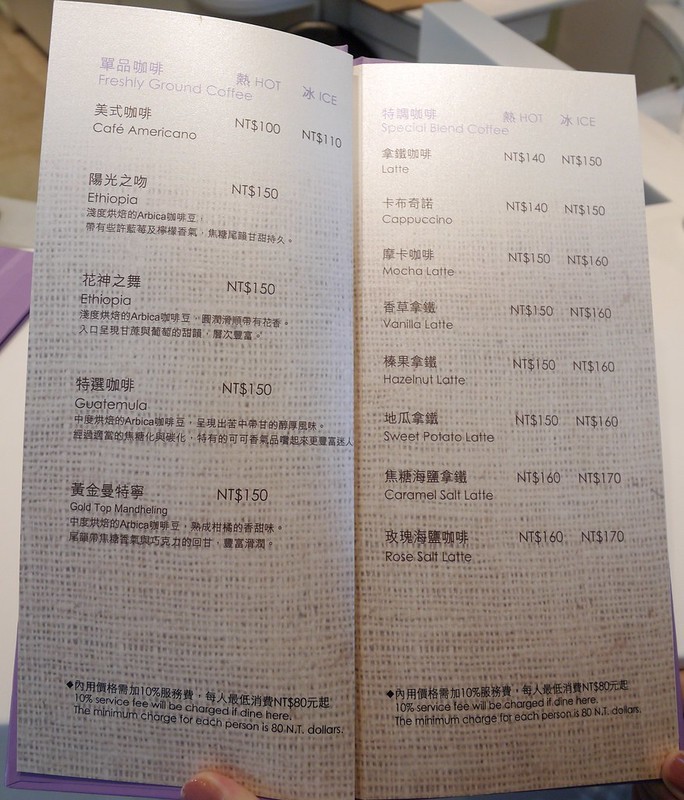 單品咖啡 熱 HOT 冰 ICE
Freshly Ground Coffee
美式咖啡 NT$100 NT$110
Café Americano
陽光之吻 NT$150
Ethiopia
淺度烘焙的Arbica咖啡豆，
帶有些許藍莓及檸檬香氣，焦糖尾韻甘甜持久。
花神之舞 NT$150
Ethiopia
淺度烘焙的Arbica咖啡豆，圓潤滑順帶有花香。
入口呈現甘蔗與葡萄的甜韻，層次豐富。
特選咖啡 NT$150
Guatemula
中度烘焙的Arbica咖啡豆，呈現出苦中帶甘的醇厚風味。
經過適當的焦糖化與碳化，特有的可可香氣品嚐起來更豐富迷人
黃金曼特寧 NT$150
Gold Top Mandheling
中度烘焙的Arbica咖啡豆，熟成柑橘的香甜味。
尾韻帶焦糖香氣與巧克力的回甘，豐富滑潤。
◆內用價格需加10%服務費，每人最低消費NT$80元起
10% service fee will be charged if dine here.
The minimum charge for each person is 80 N.T. dollars.
特調咖啡 熱 HOT 冰 ICE
Special Blend Coffee
拿鐵咖啡 NT$140 NT$150
Latte
卡布奇諾 NT$140 NT$150
Cappuccino
摩卡咖啡 NT$150 NT$160
Mocha Latte
香草拿鐵 NT$150 NT$160
Vanilla Latte
榛果拿鐵 NT$150 NT$160
Hazelnut Latte
地瓜拿鐵 NT$150 NT$160
Sweet Potato Latte
焦糖海鹽拿鐵 NT$160 NT$170
Caramel Salt Latte
玫瑰海鹽咖啡 NT$160 NT$170
Rose Salt Latte
◆內用價格需加10%服務費，每人最低消費NT$80元起
10% service fee will be charged if dine here.
The minimum charge for each person is 80 N.T. dollars.